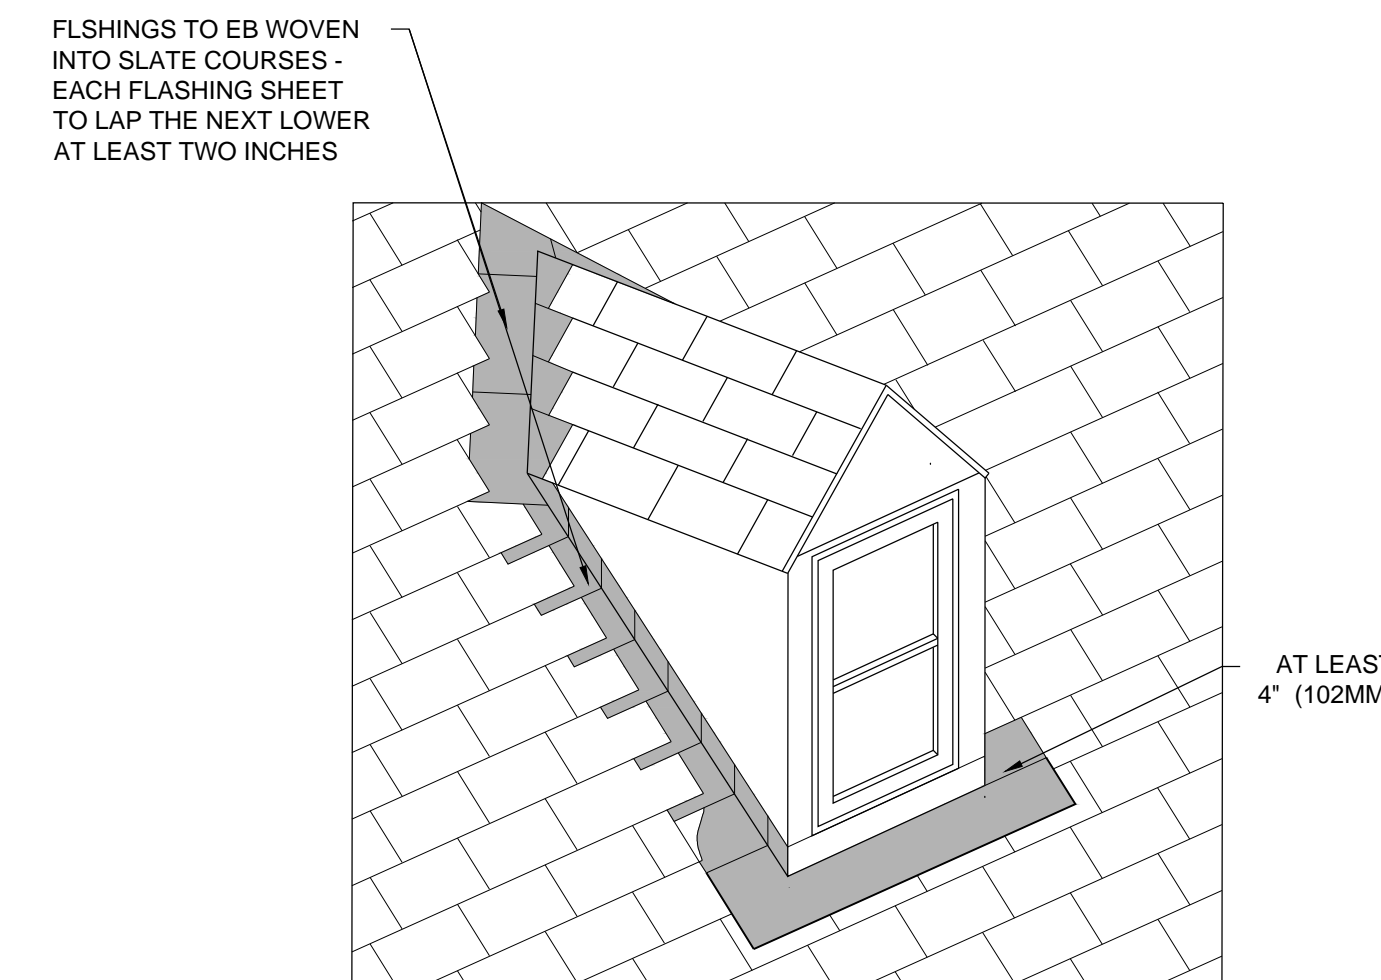 FLSHINGS TO EB WOVEN
INTO SLATE COURSES -
EACH FLASHING SHEET
TO LAP THE NEXT LOWER
AT LEAST TWO INCHES
AT LEAST
4" (102MM